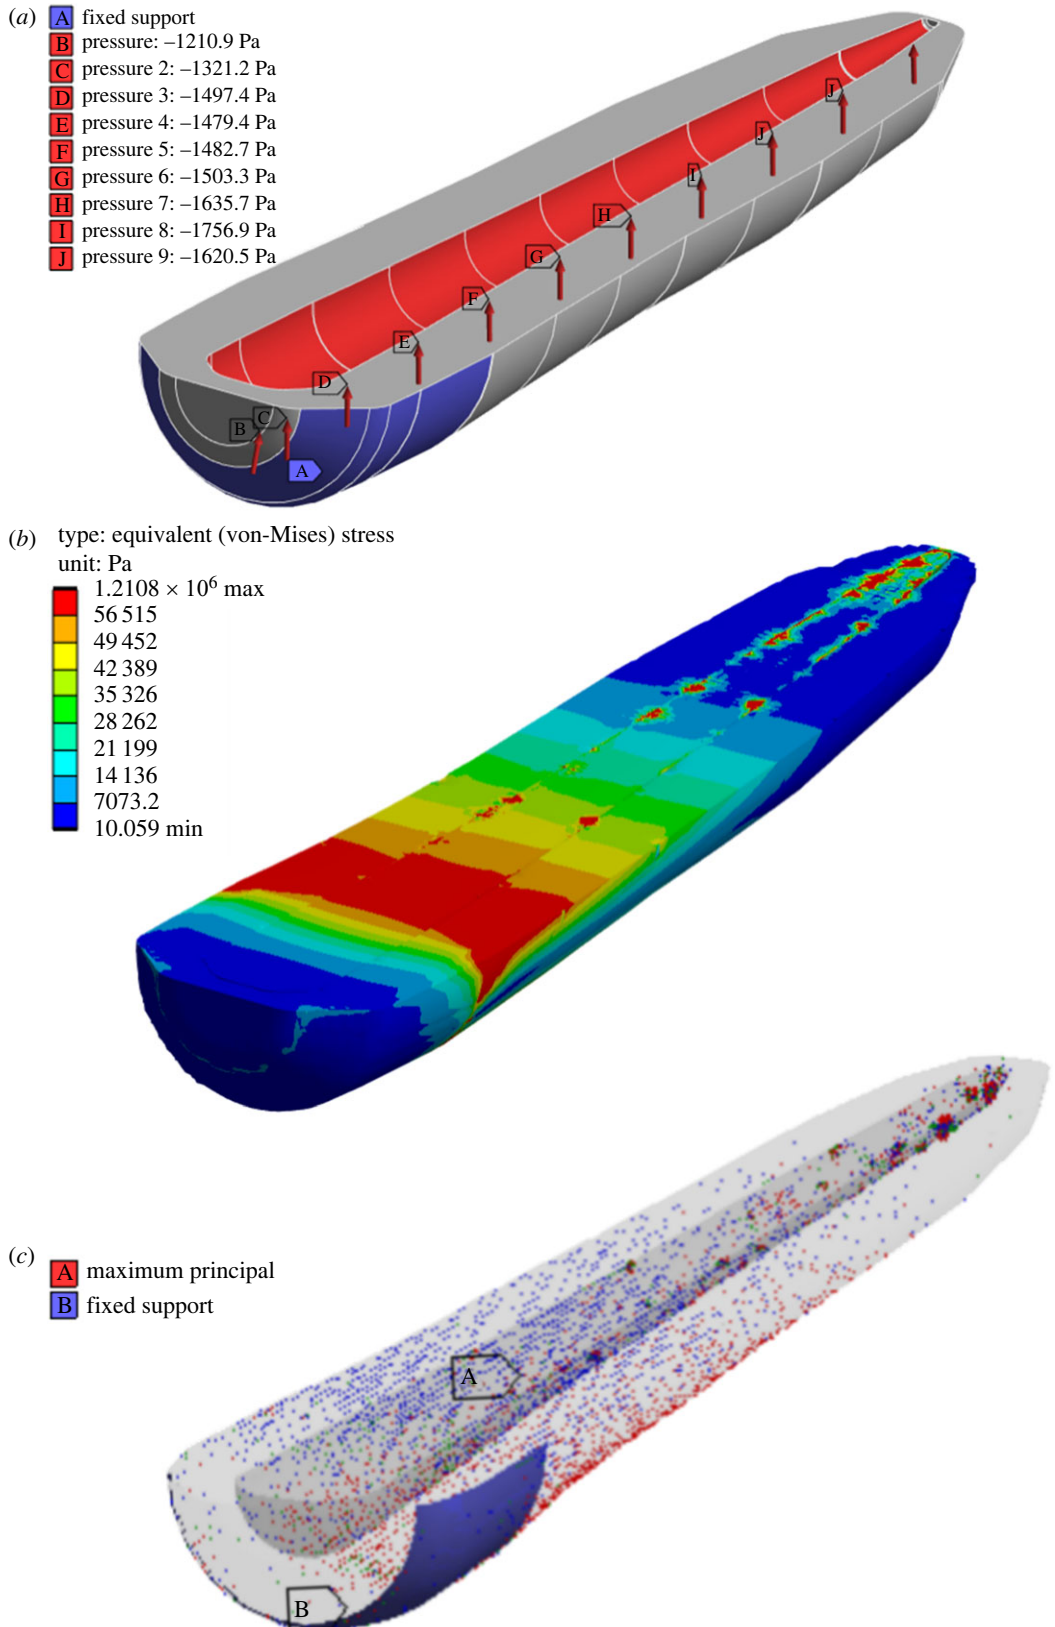 (a)
A fixed support
B pressure: –1210.9 Pa
C pressure 2: –1321.2 Pa
D pressure 3: –1497.4 Pa
E pressure 4: –1479.4 Pa
F pressure 5: –1482.7 Pa
G pressure 6: –1503.3 Pa
H pressure 7: –1635.7 Pa
I pressure 8: –1756.9 Pa
J pressure 9: –1620.5 Pa
J
J
I
H
G
F
E
D
C
B
A
(b) type: equivalent (von-Mises) stress
unit: Pa
1.2108 × 10⁶ max
56 515
49 452
42 389
35 326
28 262
21 199
14 136
7073.2
10.059 min
(c)
A maximum principal
B fixed support
A
B